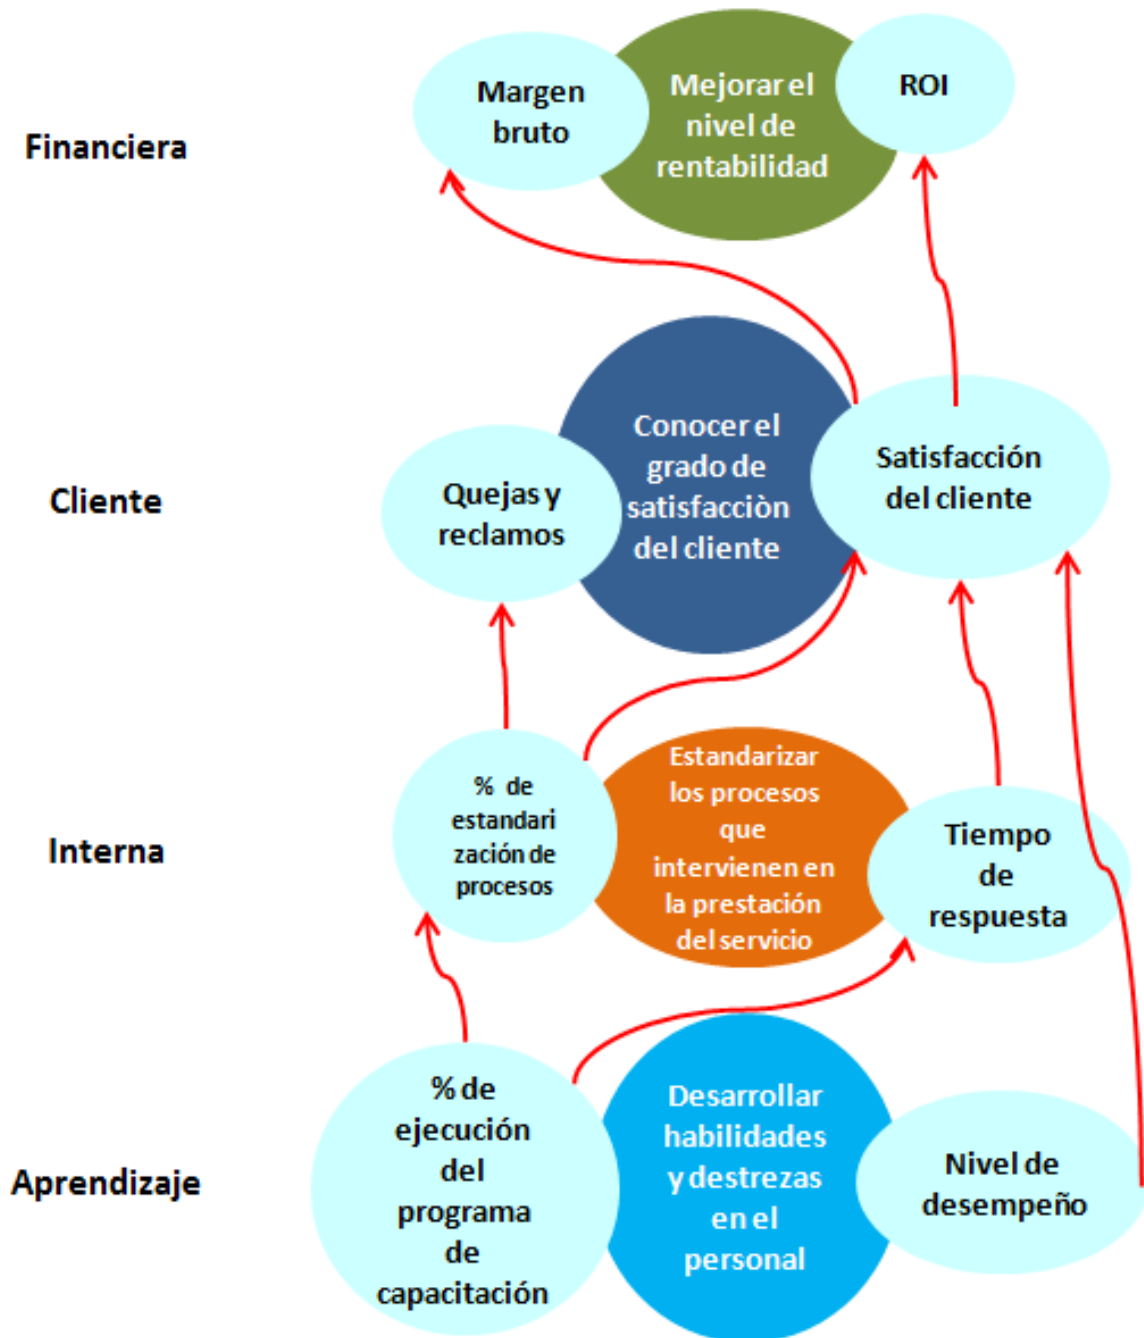 Financiera
Margen
bruto
Mejorar el
nivel de
rentabilidad
ROI
Cliente
Quejas y
reclamos
Conocer el
grado de
satisfacciòn
del cliente
Satisfacción
del cliente
Interna
% de
estandari
zación de
procesos
Estandarizar
los procesos
que
intervienen en
la prestación
del servicio
Tiempo
de
respuesta
Aprendizaje
% de
ejecución
del
programa
de
capacitación
Desarrollar
habilidades
y destrezas
en el
personal
Nivel de
desempeño